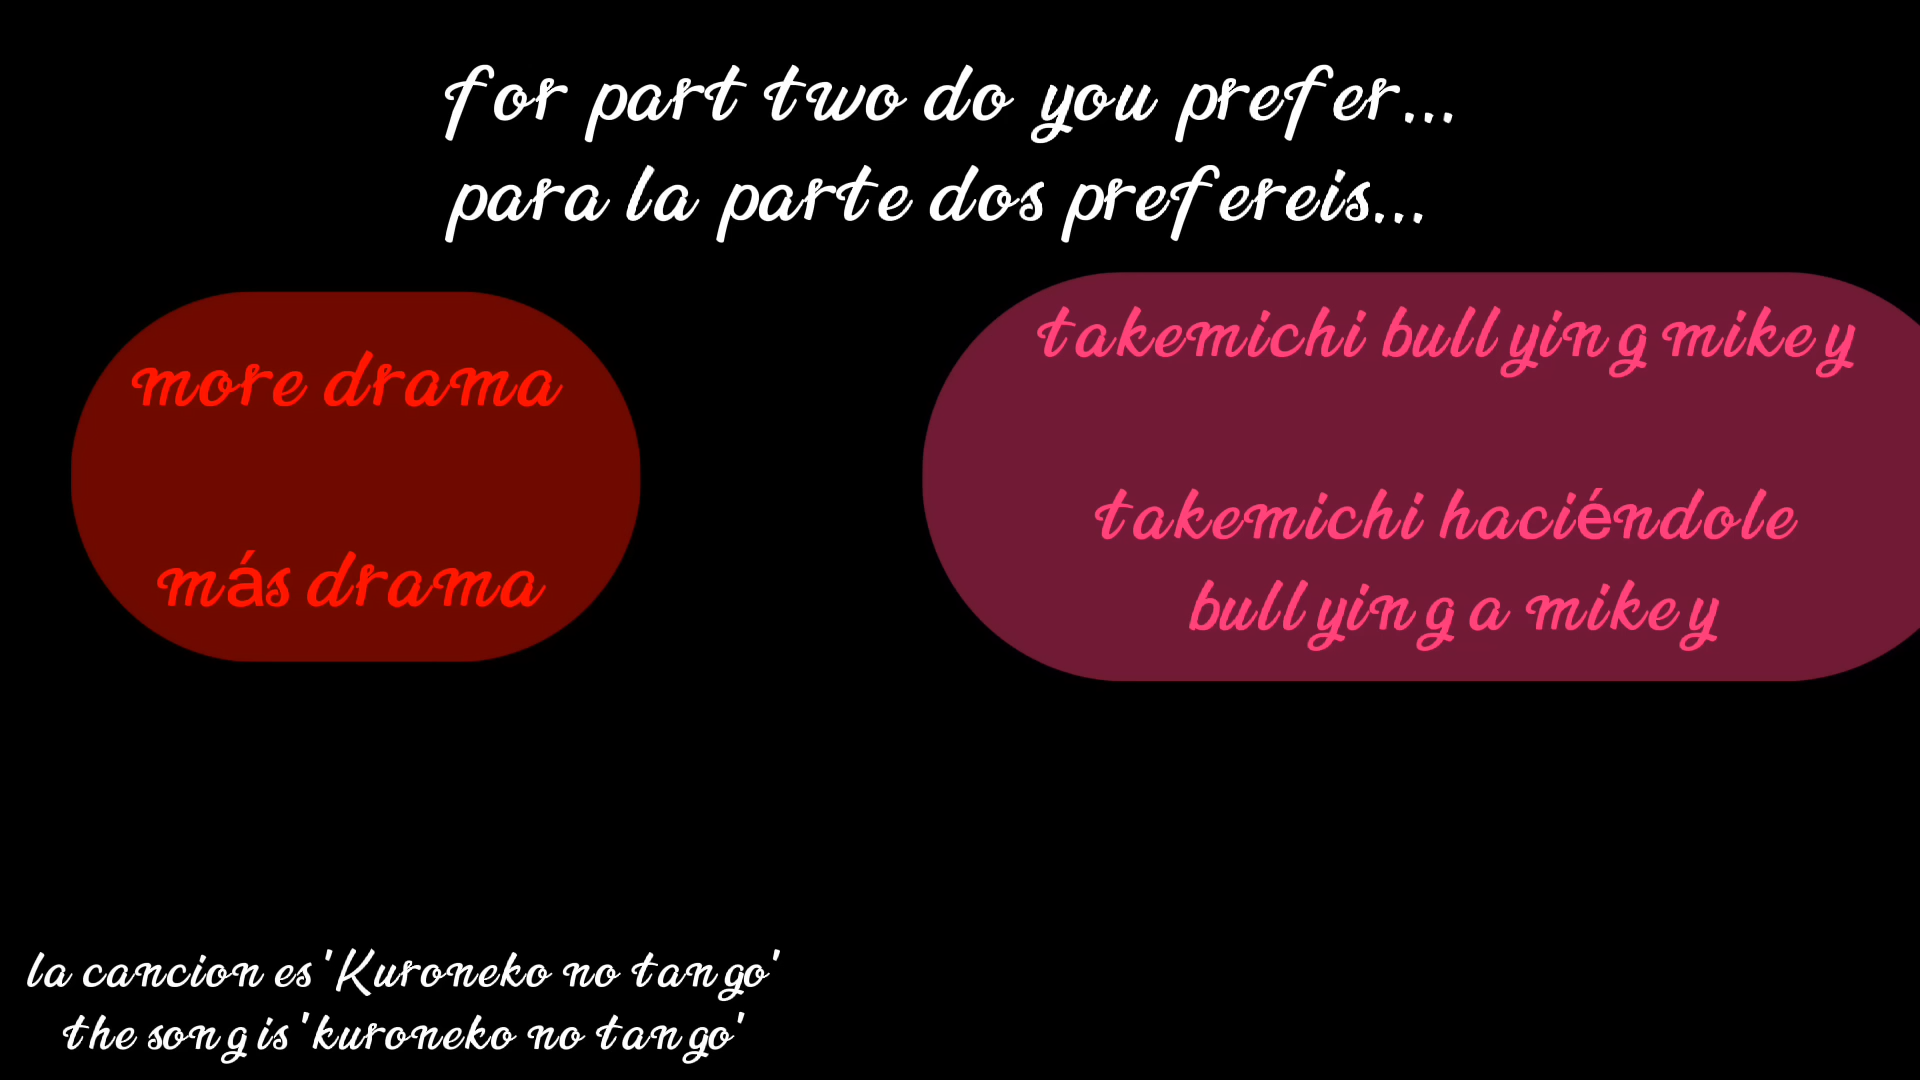 for part two do you prefer...
para la parte dos prefereis...
more drama
más drama
takemichi bullying mikey
takemichi haciéndole
bullying a mikey
la cancion es 'Kuroneko no tango'
the song is 'kuroneko no tango'